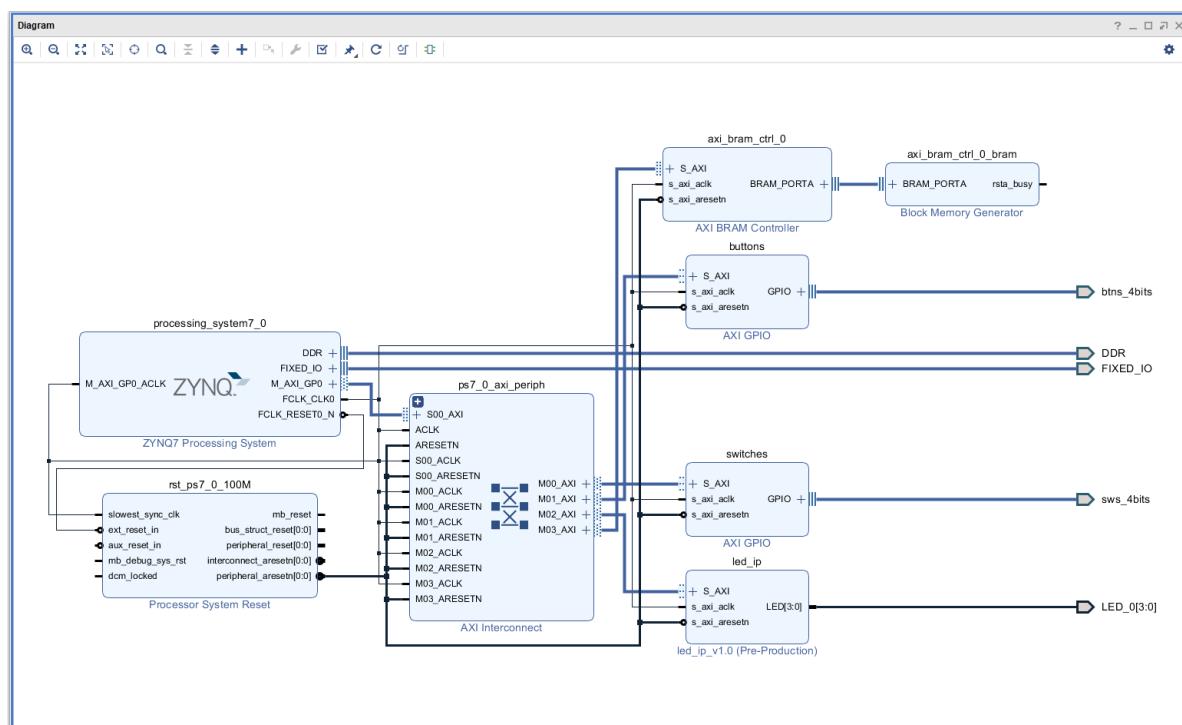 Diagram
axi_bram_ctrl_0
S_AXI
s_axi_aclk
s_axi_aresetn
BRAM_PORTA
AXI BRAM Controller
axi_bram_ctrl_0_bram
BRAM_PORTA
rsta_busy
Block Memory Generator
buttons
S_AXI
s_axi_aclk
s_axi_aresetn
GPIO
AXI GPIO
btns_4bits
processing_system7_0
M_AXI_GP0_ACLK
ZYNQ
DDR
FIXED_IO
M_AXI_GP0
FCLK_CLK0
FCLK_RESET0_N
ZYNQ7 Processing System
DDR
FIXED_IO
ps7_0_axi_periph
S00_AXI
ACLK
ARESETN
S00_ACLK
S00_ARESETN
M00_ACLK
M00_ARESETN
M01_ACLK
M01_ARESETN
M02_ACLK
M02_ARESETN
M03_ACLK
M03_ARESETN
M00_AXI
M01_AXI
M02_AXI
M03_AXI
AXI Interconnect
rst_ps7_0_100M
slowest_sync_clk
ext_reset_in
aux_reset_in
mb_debug_sys_rst
dcm_locked
mb_reset
bus_struct_reset[0:0]
peripheral_reset[0:0]
interconnect_aresetn[0:0]
peripheral_aresetn[0:0]
Processor System Reset
switches
S_AXI
s_axi_aclk
s_axi_aresetn
GPIO
AXI GPIO
sws_4bits
led_ip
S_AXI
s_axi_aclk
s_axi_aresetn
LED[3:0]
led_ip_v1.0 (Pre-Production)
LED_0[3:0]